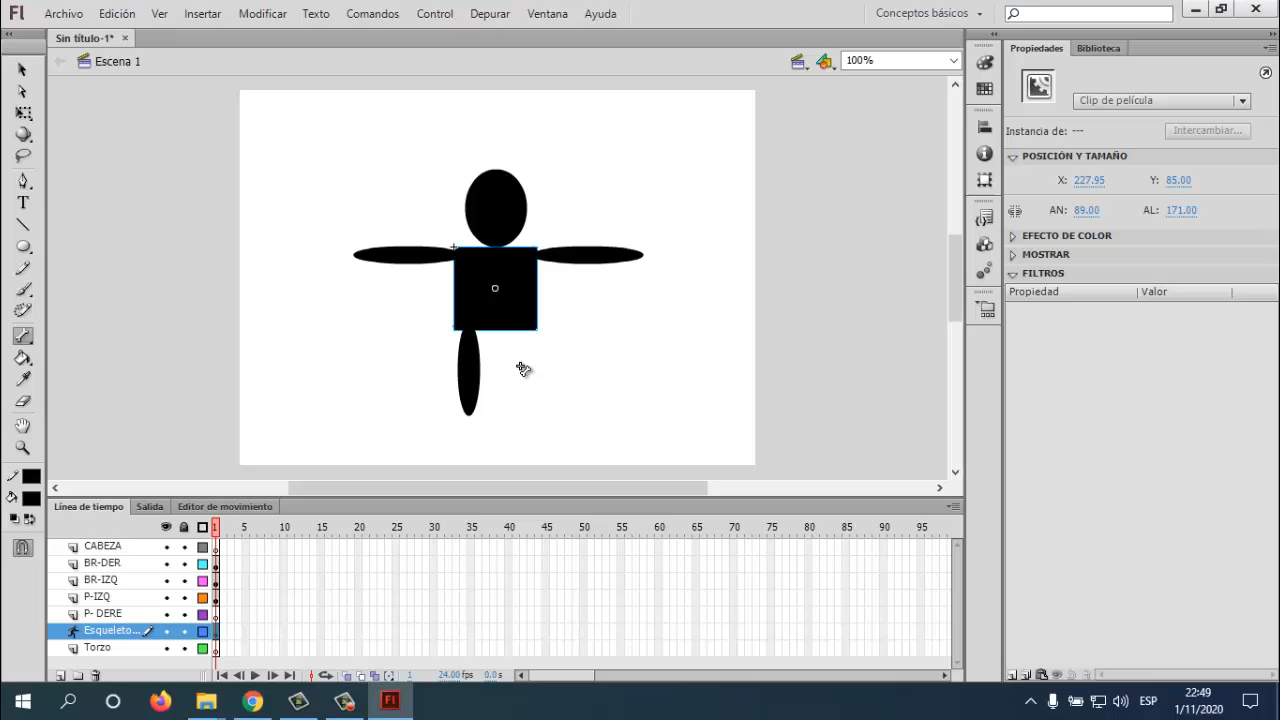 Fl Archivo Edición Ver Insertar Modificar Texto Comandos Control Depurar Ventana Ayuda Conceptos básicos
Sin título-1* ×
Escena 1 100%
Propiedades Biblioteca
Clip de película
Instancia de: --- Intercambiar...
POSICIÓN Y TAMAÑO
X: 227.95 Y: 85.00
AN: 89.00 AL: 171.00
EFECTO DE COLOR
MOSTRAR
FILTROS
Propiedad Valor
T
Línea de tiempo Salida Editor de movimiento
1 5 10 15 20 25 30 35 40 45 50 55 60 65 70 75 80 85 90 95
CABEZA
BR-DER
BR-IZQ
P-IZQ
P- DERE
Esqueleto...
Torzo
1 24.00 fps 0.0 s
Fl
ESP
22:49
1/11/2020